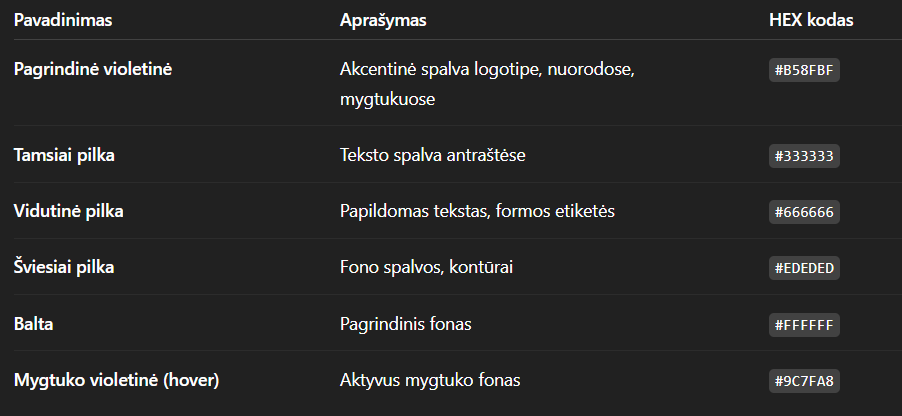 Pavadinimas Aprašymas HEX kodas
Pagrindinė violetinė Akcentinė spalva logotipe, nuorodose, #B58FBF
mygtukuose
Tamsiai pilka Teksto spalva antraštėse #333333
Vidutinė pilka Papildomas tekstas, formos etiketės #666666
Šviesiai pilka Fono spalvos, kontūrai #EDEDED
Balta Pagrindinis fonas #FFFFFF
Mygtuko violetinė (hover) Aktyvus mygtuko fonas #9C7FA8